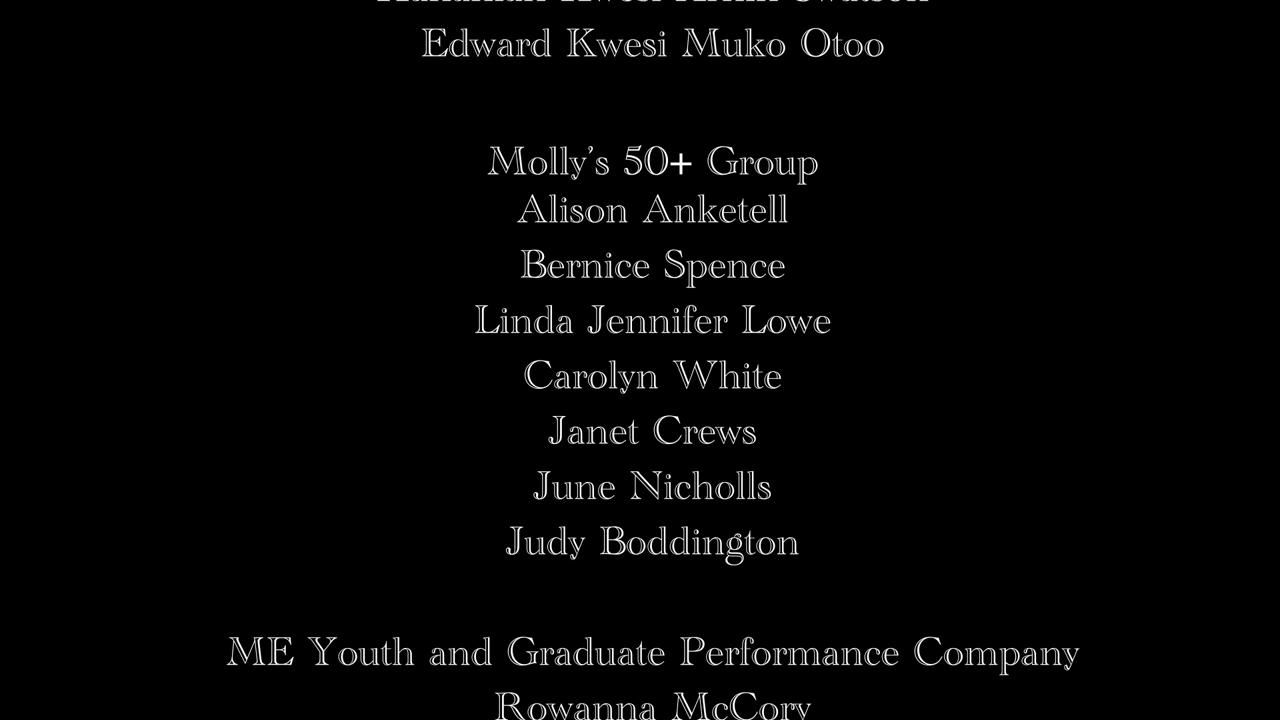 Edward Kwesi Muko Otoo
Molly's 50+ Group
Alison Anketell
Bernice Spence
Linda Jennifer Lowe
Carolyn White
Janet Crews
June Nicholls
Judy Boddington
ME Youth and Graduate Performance Company
Rowanna McCory